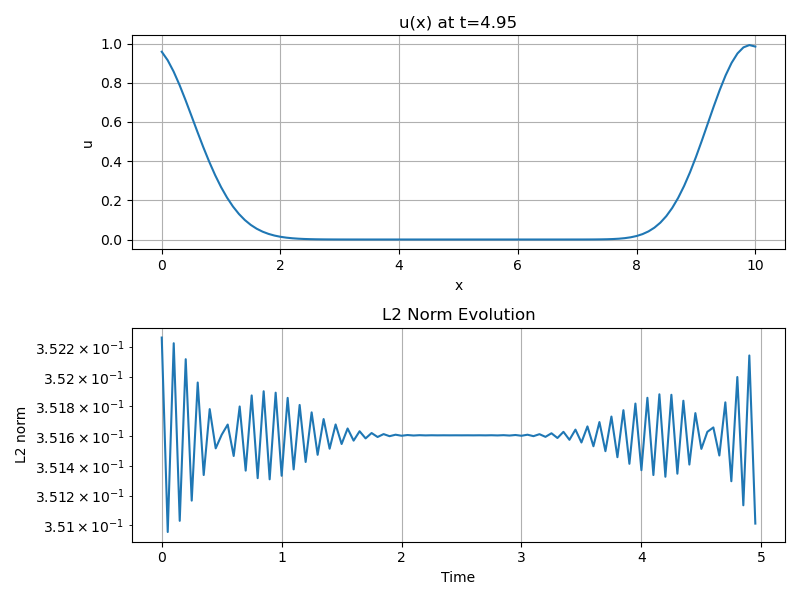 u(x) at t=4.95
1.0
0.8
0.6
0.4
0.2
0.0
u
0 2 4 6 8 10
x
L2 Norm Evolution
3.522 × 10⁻¹
3.52 × 10⁻¹
3.518 × 10⁻¹
3.516 × 10⁻¹
3.514 × 10⁻¹
3.512 × 10⁻¹
3.51 × 10⁻¹
L2 norm
0 1 2 3 4 5
Time